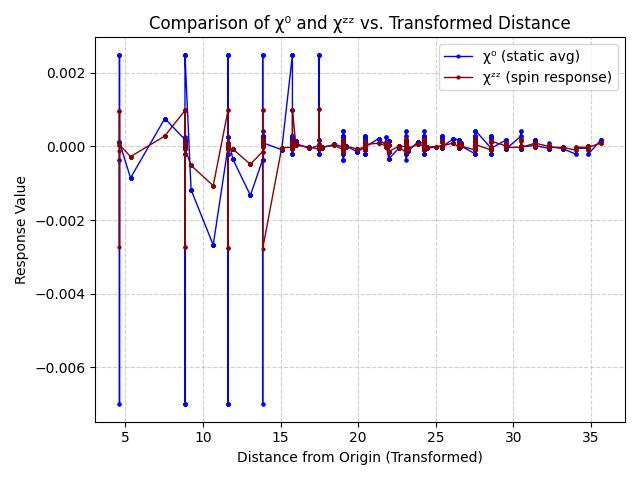 Comparison of χ⁰ and χᶻᶻ vs. Transformed Distance
χ⁰ (static avg)
χᶻᶻ (spin response)
Response Value
0.002
0.000
−0.002
−0.004
−0.006
5 10 15 20 25 30 35
Distance from Origin (Transformed)